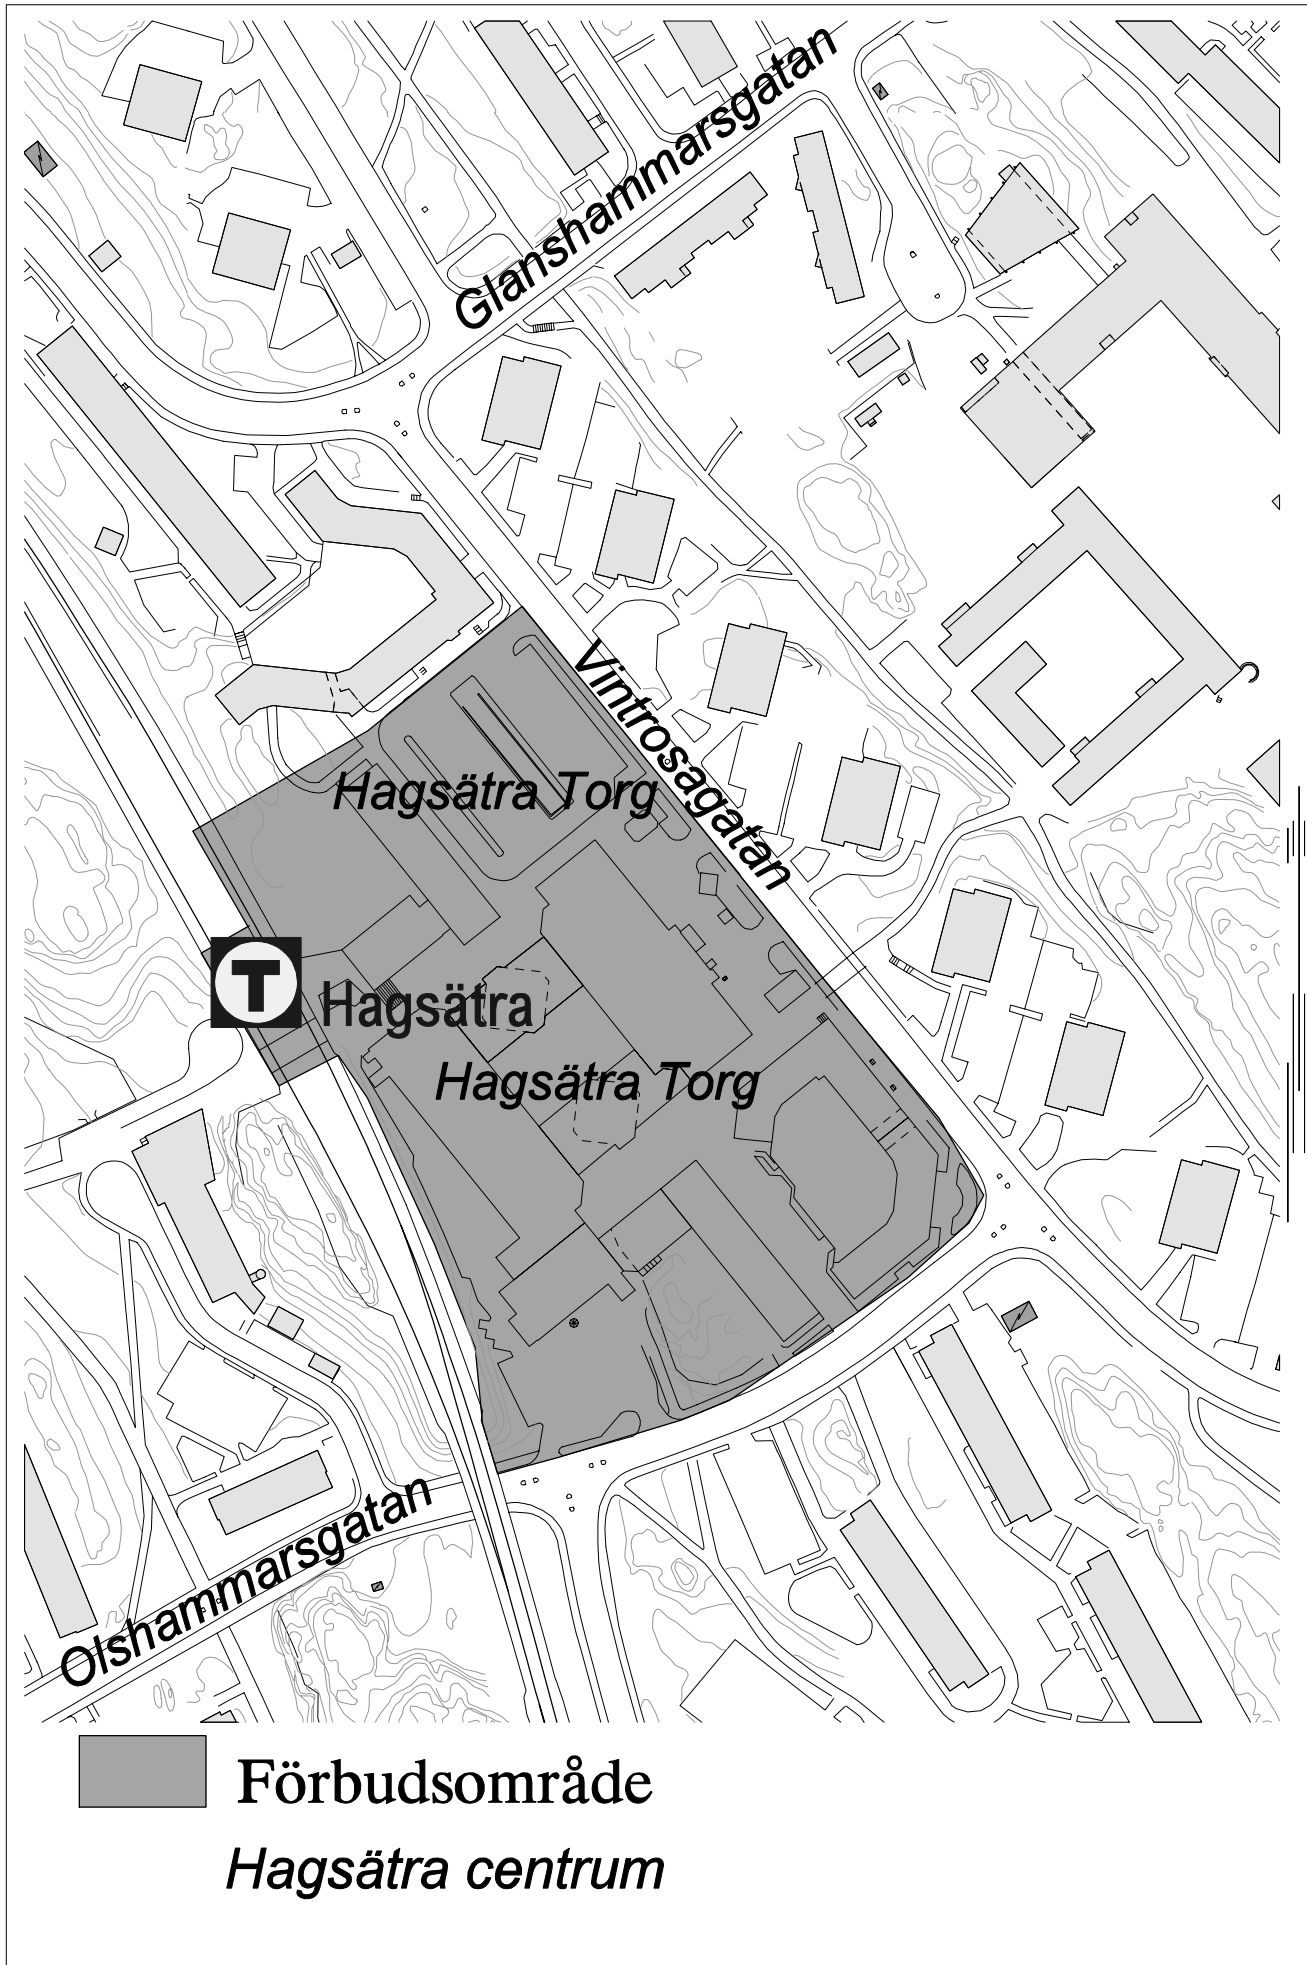 Glanshammarsgatan
Vintrosagatan
Hagsätra Torg
T
Hagsätra
Hagsätra Torg
Olshammarsgatan
Förbudsområde
Hagsätra centrum